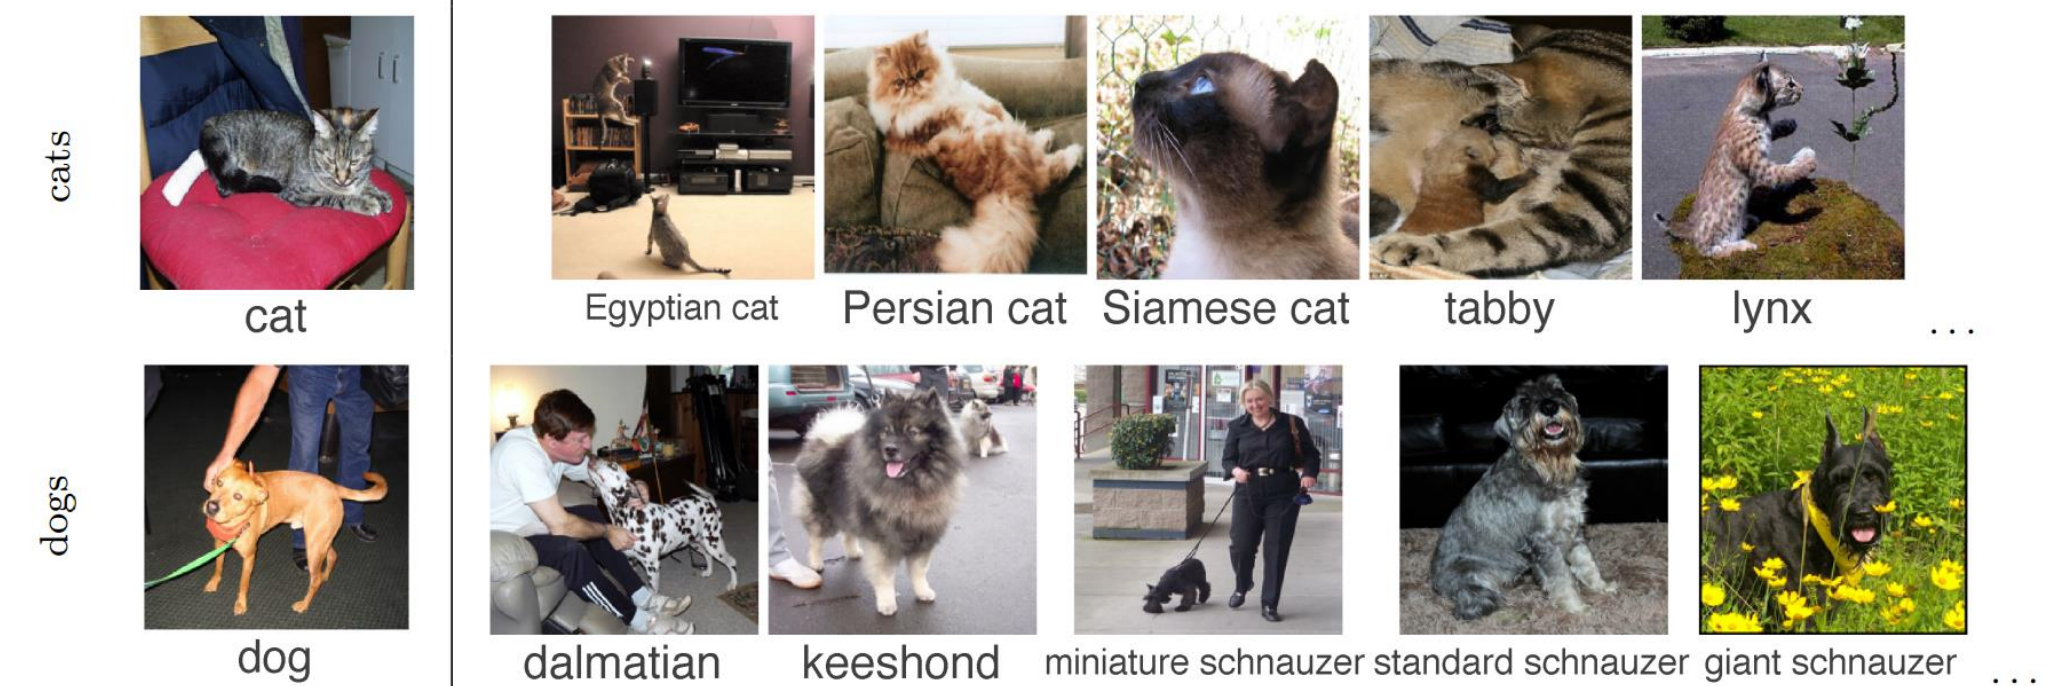 cats
cat
Egyptian cat
Persian cat
Siamese cat
tabby
lynx
...
dogs
dog
dalmatian
keeshond
miniature schnauzer
standard schnauzer
giant schnauzer
...